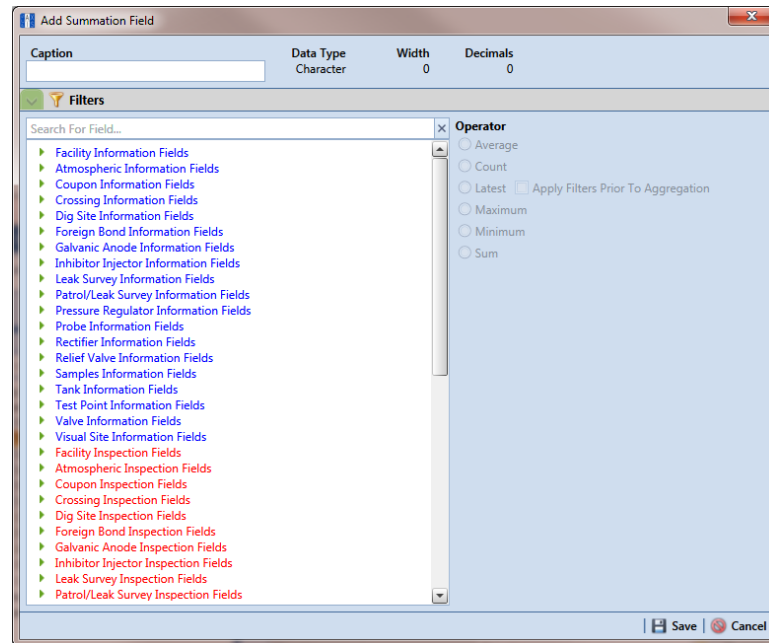 Add Summation Field
Caption Data Type Width Decimals
Character 0 0
Filters
Search For Field...
Operator
Facility Information Fields
Atmospheric Information Fields
Coupon Information Fields
Crossing Information Fields
Dig Site Information Fields
Foreign Bond Information Fields
Galvanic Anode Information Fields
Inhibitor Injector Information Fields
Leak Survey Information Fields
Patrol/Leak Survey Information Fields
Pressure Regulator Information Fields
Probe Information Fields
Rectifier Information Fields
Relief Valve Information Fields
Samples Information Fields
Tank Information Fields
Test Point Information Fields
Valve Information Fields
Visual Site Information Fields
Facility Inspection Fields
Atmospheric Inspection Fields
Coupon Inspection Fields
Crossing Inspection Fields
Dig Site Inspection Fields
Foreign Bond Inspection Fields
Galvanic Anode Inspection Fields
Inhibitor Injector Inspection Fields
Leak Survey Inspection Fields
Patrol/Leak Survey Inspection Fields
Average
Count
Latest Apply Filters Prior To Aggregation
Maximum
Minimum
Sum
Save Cancel